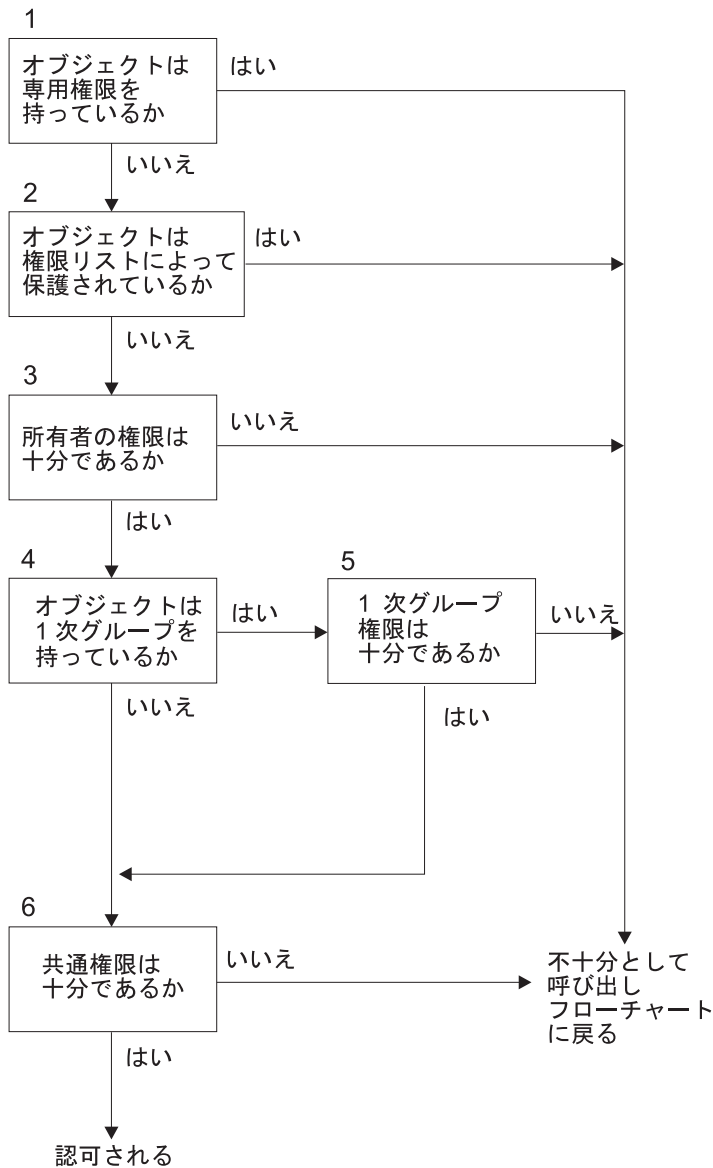 1
オブジェクトは
専用権限を
持っているか
はい
いいえ
2
オブジェクトは
権限リストによって
保護されているか
はい
いいえ
3
所有者の権限は
十分であるか
いいえ
はい
4
オブジェクトは
1次グループを
持っているか
はい
いいえ
5
1 次グループ
権限は
十分であるか
いいえ
はい
6
共通権限は
十分であるか
いいえ
はい
不十分として
呼び出し
フローチャート
に戻る
認可される